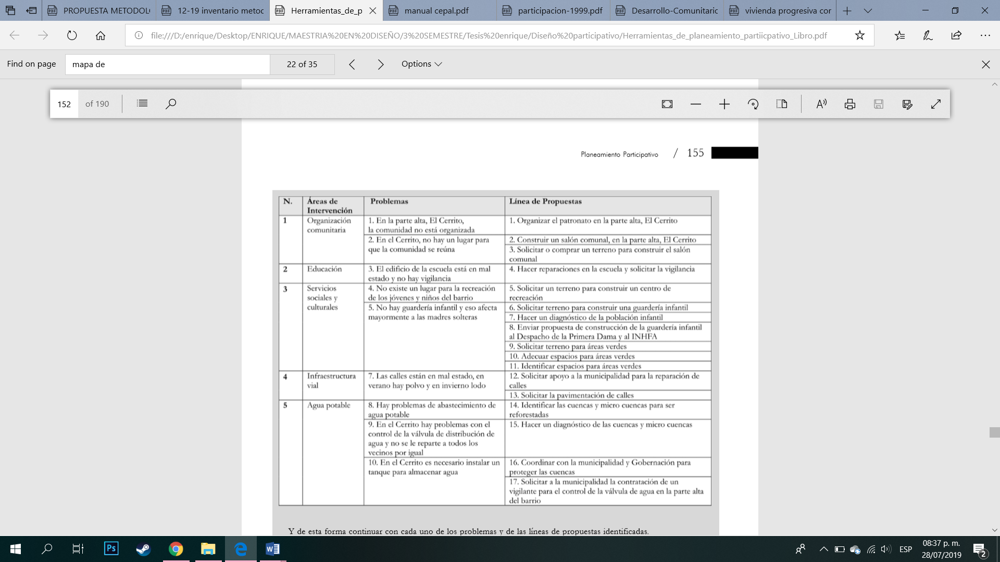 PROPUESTA METODOLO
12-19 inventario metoc
Herramientas_de_p
manual cepal.pdf
participacion-1999.pdf
Desarrollo-Comunitaric
vivienda progresiva cor
file:///D:/enrique/Desktop/ENRIQUE/MAESTRIA%20EN%20DISEÑO/3%20SEMESTRE/Tesis%20enrique/Diseño%20participativo/Herramientas_de_planeamiento_partiicpativo_Libro.pdf
Find on page
mapa de
22 of 35
Options
152 of 190
Planeamiento Participativo / 155
N.
Áreas de
Intervención
Problemas
Línea de Propuestas
1
Organización
comunitaria
1. En la parte alta, El Cerrito,
la comunidad no está organizada
1. Organizar el patronato en la parte alta, El Cerrito
2. En el Cerrito, no hay un lugar para
que la comunidad se reúna
2. Construir un salón comunal, en la parte alta, El Cerrito
3. Solicitar o comprar un terreno para construir el salón
comunal
2
Educación
3. El edificio de la escuela está en mal
estado y no hay vigilancia
4. Hacer reparaciones en la escuela y solicitar la vigilancia
3
Servicios
sociales y
culturales
4. No existe un lugar para la recreación
de los jóvenes y niños del barrio
5. Solicitar un terreno para construir un centro de
recreación
5. No hay guardería infantil y eso afecta
mayormente a las madres solteras
6. Solicitar terreno para construir una guardería infantil
7. Hacer un diagnóstico de la población infantil
8. Enviar propuesta de construcción de la guardería infantil
al Despacho de la Primera Dama y al INHFA
9. Solicitar terreno para áreas verdes
10. Adecuar espacios para áreas verdes
11. Identificar espacios para áreas verdes
4
Infraestructura
vial
7. Las calles están en mal estado, en
verano hay polvo y en invierno lodo
12. Solicitar apoyo a la municipalidad para la reparación de
calles
13. Solicitar la pavimentación de calles
5
Agua potable
8. Hay problemas de abastecimiento de
agua potable
14. Identificar las cuencas y micro cuencas para ser
reforestadas
9. En el Cerrito hay problemas con el
control de la válvula de distribución de
agua y no se le reparte a todos los
vecinos por igual
15. Hacer un diagnóstico de las cuencas y micro cuencas
10. En el Cerrito es necesario instalar un
tanque para almacenar agua
16. Coordinar con la municipalidad y Gobernación para
proteger las cuencas
17. Solicitar a la municipalidad la contratación de un
vigilante para el control de la válvula de agua en la parte alta
del barrio
Y de esta forma continuar con cada uno de los problemas y de las líneas de propuestas identificadas.
Ps
ESP
08:37 p. m.
28/07/2019
2